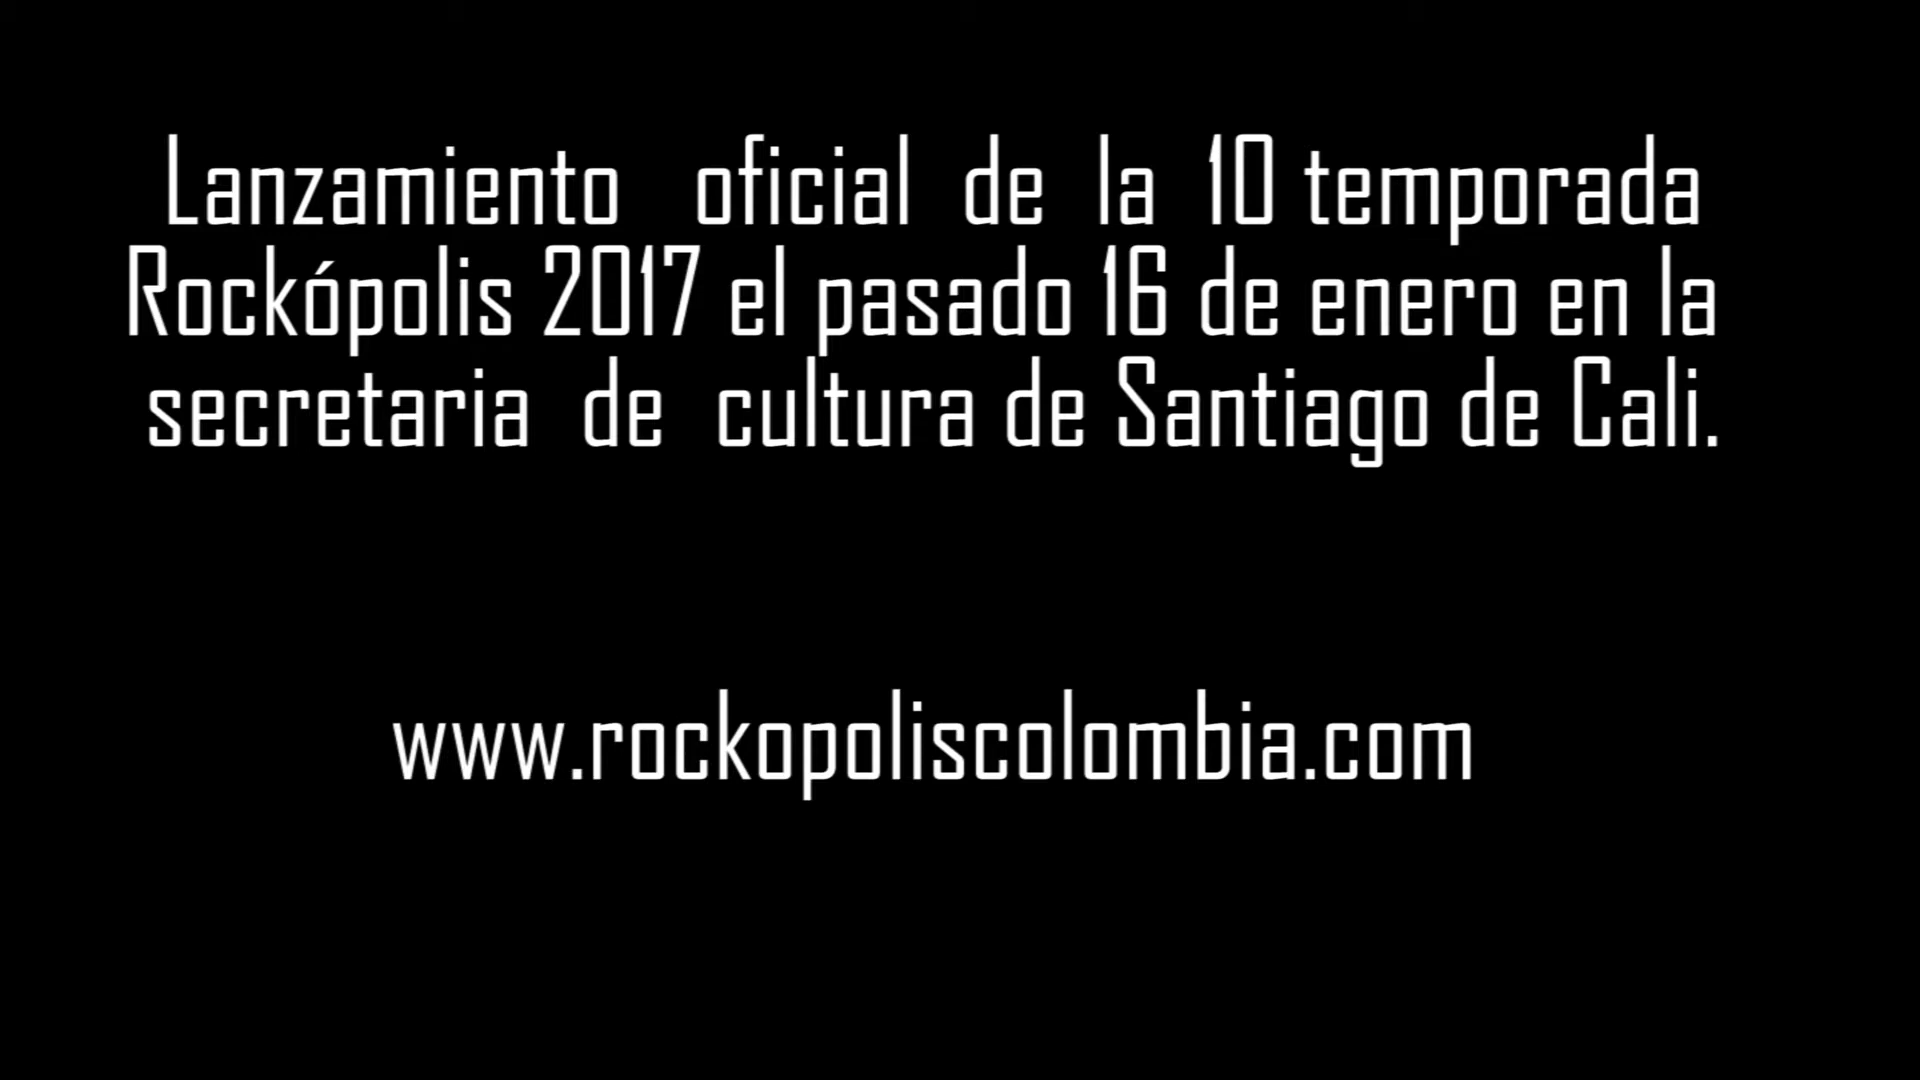 Lanzamiento oficial de la 10 temporada
Rockópolis 2017 el pasado 16 de enero en la
secretaria de cultura de Santiago de Cali.
www.rockopoliscolombia.com